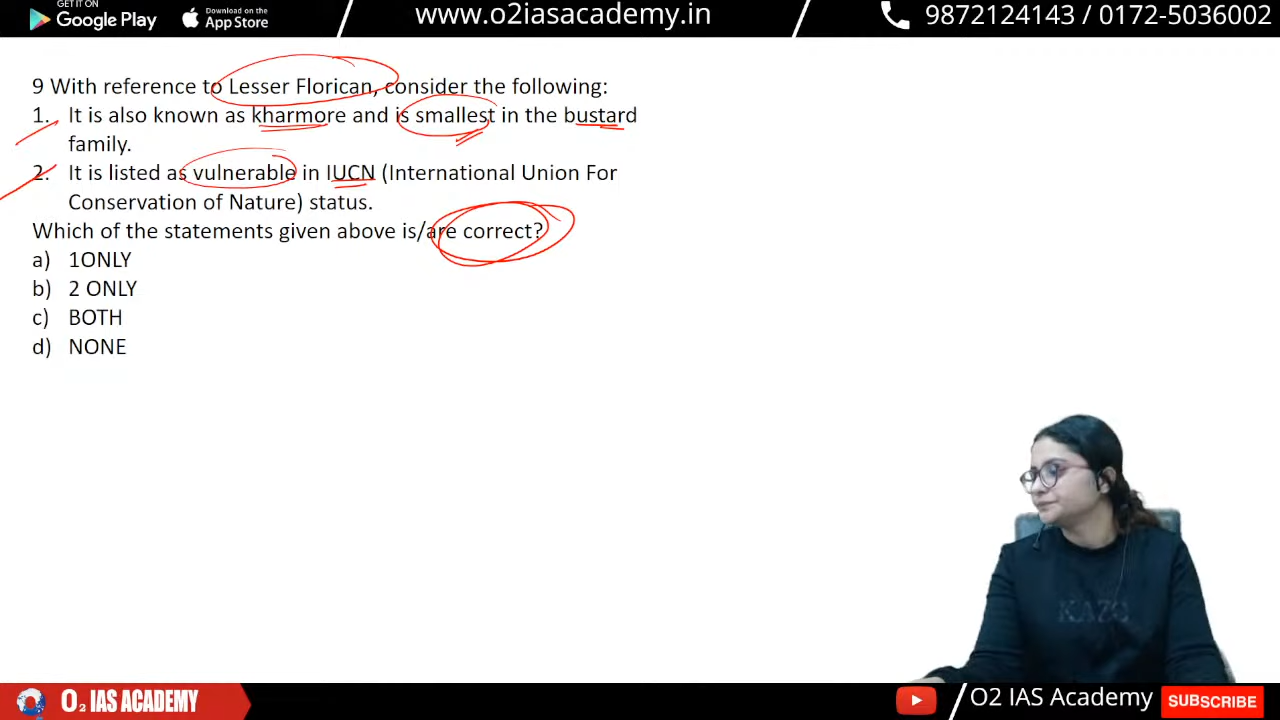 GET IT ON
Google Play
Download on the
App Store
www.o2iasacademy.in
9872124143 / 0172-5036002
9 With reference to Lesser Florican, consider the following:
1. It is also known as kharmore and is smallest in the bustard
family.
2. It is listed as vulnerable in IUCN (International Union For
Conservation of Nature) status.
Which of the statements given above is/are correct?
a) 1ONLY
b) 2 ONLY
c) BOTH
d) NONE
O2 IAS ACADEMY
O2 IAS Academy
SUBSCRIBE